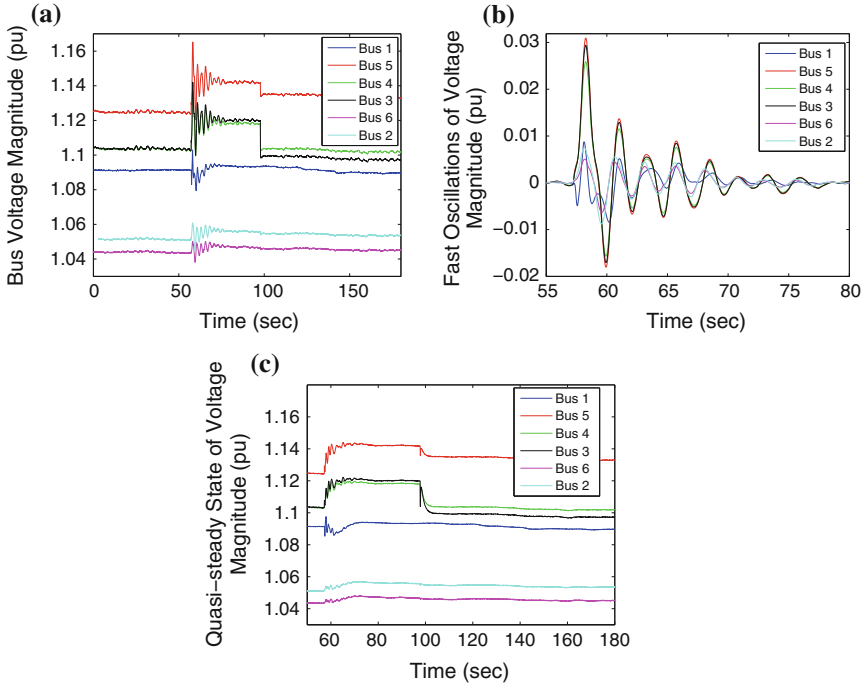 (a)
Bus Voltage Magnitude (pu)
1.16
1.14
1.12
1.1
1.08
1.06
1.04
0
50
100
150
Time (sec)
Bus 1
Bus 5
Bus 4
Bus 3
Bus 6
Bus 2
(b)
Fast Oscillations of Voltage
Magnitude (pu)
0.03
0.02
0.01
0
−0.01
−0.02
55
60
65
70
75
80
Time (sec)
Bus 1
Bus 5
Bus 4
Bus 3
Bus 6
Bus 2
(c)
Quasi−steady State of Voltage
Magnitude (pu)
1.16
1.14
1.12
1.1
1.08
1.06
1.04
60
80
100
120
140
160
180
Time (sec)
Bus 1
Bus 5
Bus 4
Bus 3
Bus 6
Bus 2